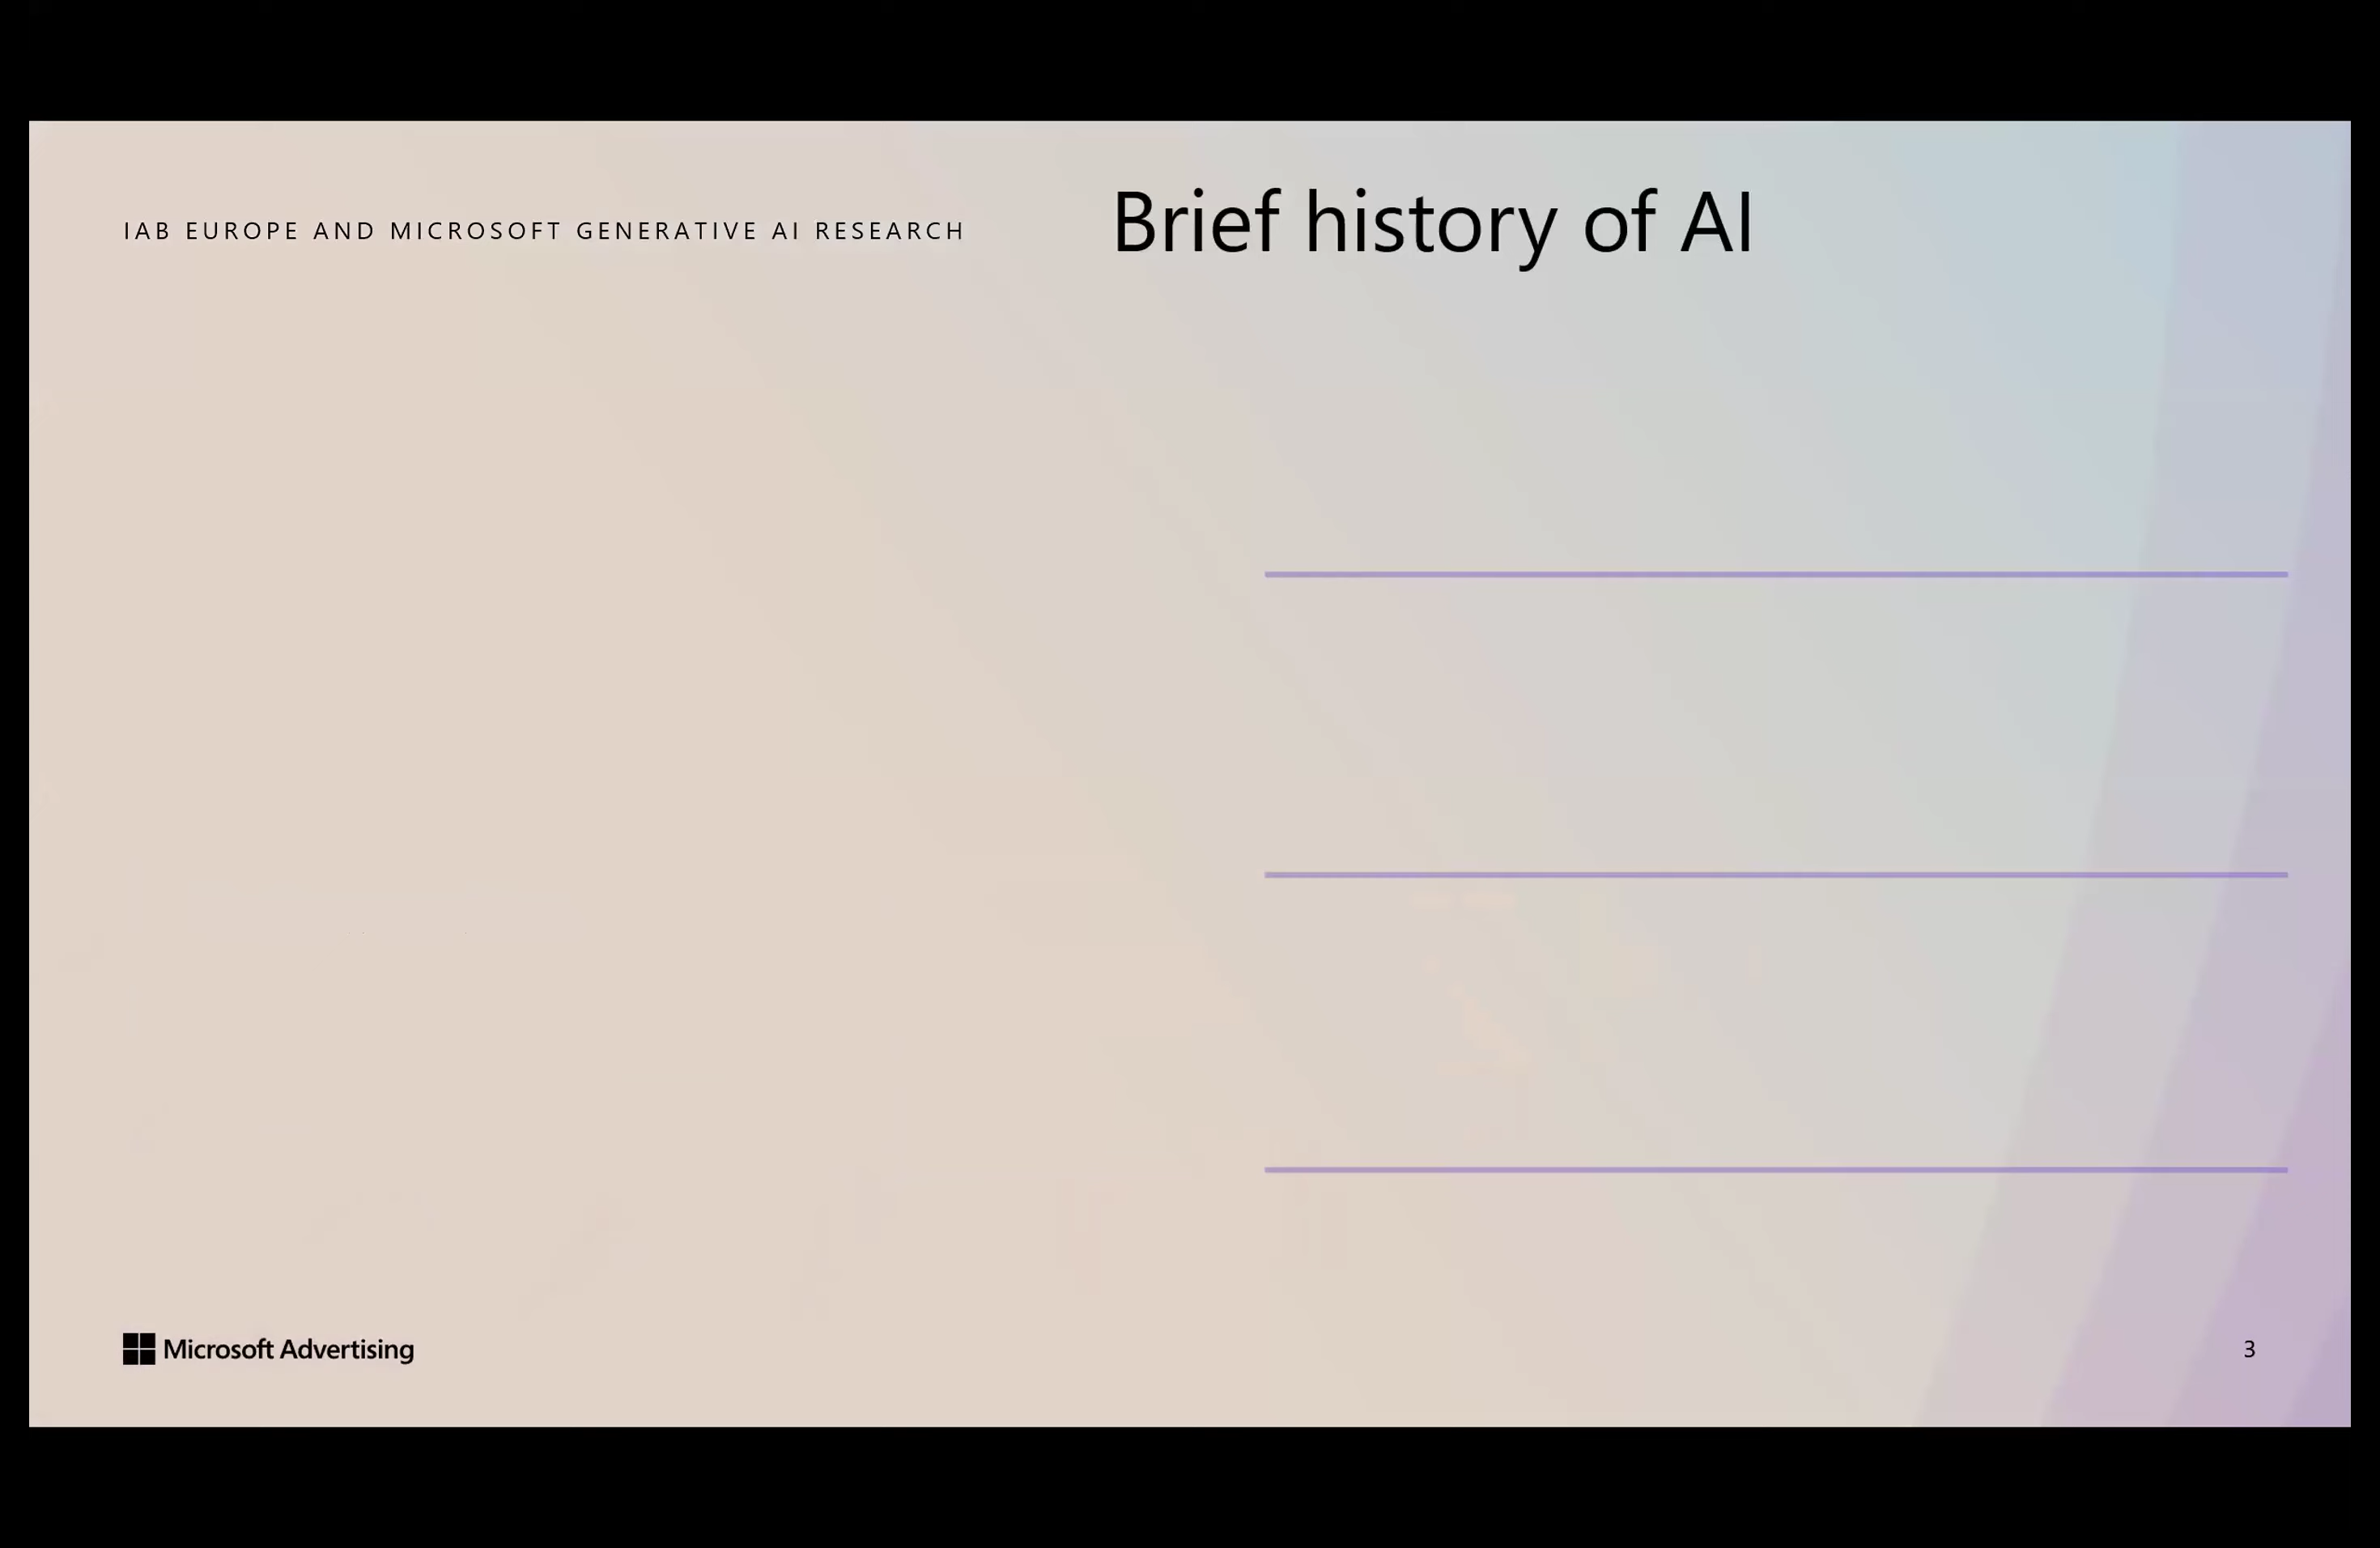 IAB EUROPE AND MICROSOFT GENERATIVE AI RESEARCH
Brief history of AI
Microsoft Advertising
3